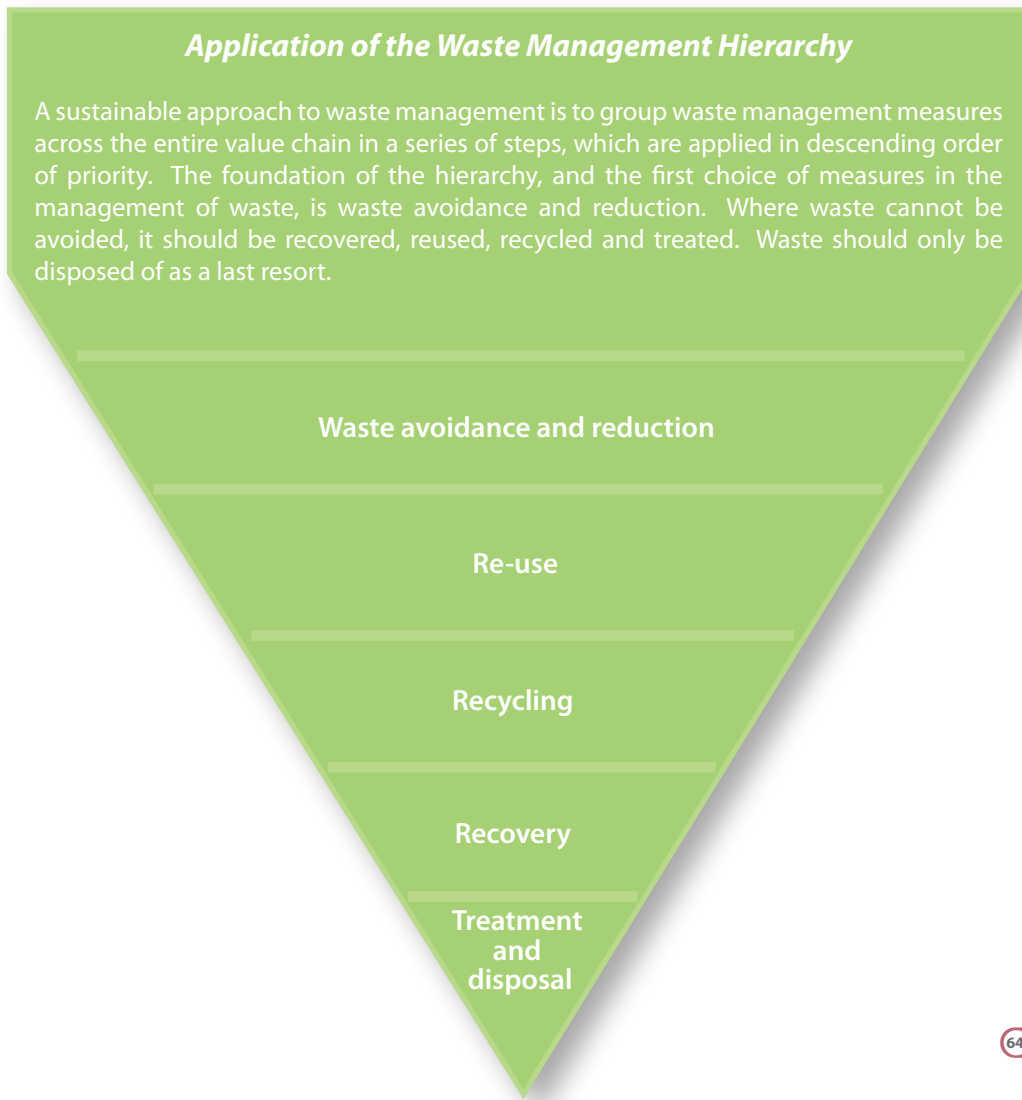 Application of the Waste Management Hierarchy
A sustainable approach to waste management is to group waste management measures
across the entire value chain in a series of steps, which are applied in descending order
of priority. The foundation of the hierarchy, and the first choice of measures in the
management of waste, is waste avoidance and reduction. Where waste cannot be
avoided, it should be recovered, reused, recycled and treated. Waste should only be
disposed of as a last resort.
Waste avoidance and reduction
Re-use
Recycling
Recovery
Treatment
and
disposal
64